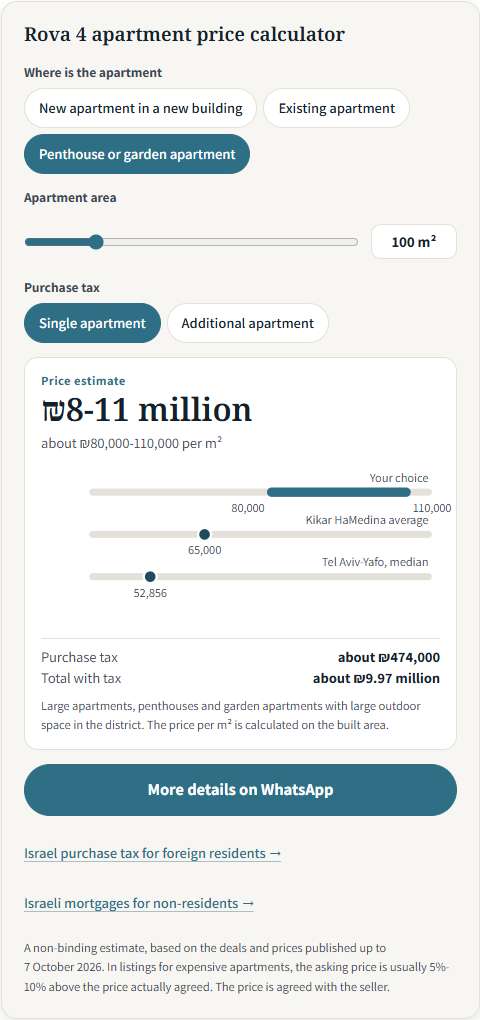 Rova 4 apartment price calculator
Where is the apartment
New apartment in a new building
Existing apartment
Penthouse or garden apartment
Apartment area
100 m²
Purchase tax
Single apartment
Additional apartment
Price estimate
₪8-11 million
about ₪80,000-110,000 per m²
Your choice
80,000
110,000
Kikar HaMedina average
65,000
Tel Aviv-Yafo, median
52,856
Purchase tax about ₪474,000
Total with tax about ₪9.97 million
Large apartments, penthouses and garden apartments with large outdoor
space in the district. The price per m² is calculated on the built area.
More details on WhatsApp
Israel purchase tax for foreign residents →
Israeli mortgages for non-residents →
A non-binding estimate, based on the deals and prices published up to
7 October 2026. In listings for expensive apartments, the asking price is usually 5%-
10% above the price actually agreed. The price is agreed with the seller.